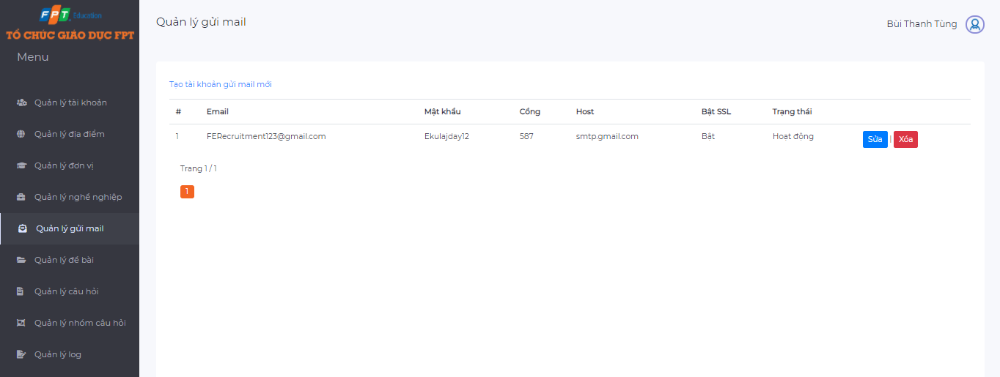 FPT Education
TỔ CHỨC GIÁO DỤC FPT
Menu
Quản lý tài khoản
Quản lý địa điểm
Quản lý đơn vị
Quản lý nghề nghiệp
Quản lý gửi mail
Quản lý đề bài
Quản lý câu hỏi
Quản lý nhóm câu hỏi
Quản lý log
Quản lý gửi mail
Bùi Thanh Tùng
Tạo tài khoản gửi mail mới
# Email Mật khẩu Cổng Host Bật SSL Trạng thái
1 FERecruitment123@gmail.com Ekulajday12 587 smtp.gmail.com Bật Hoạt động Sửa | Xóa
Trang 1 / 1
1